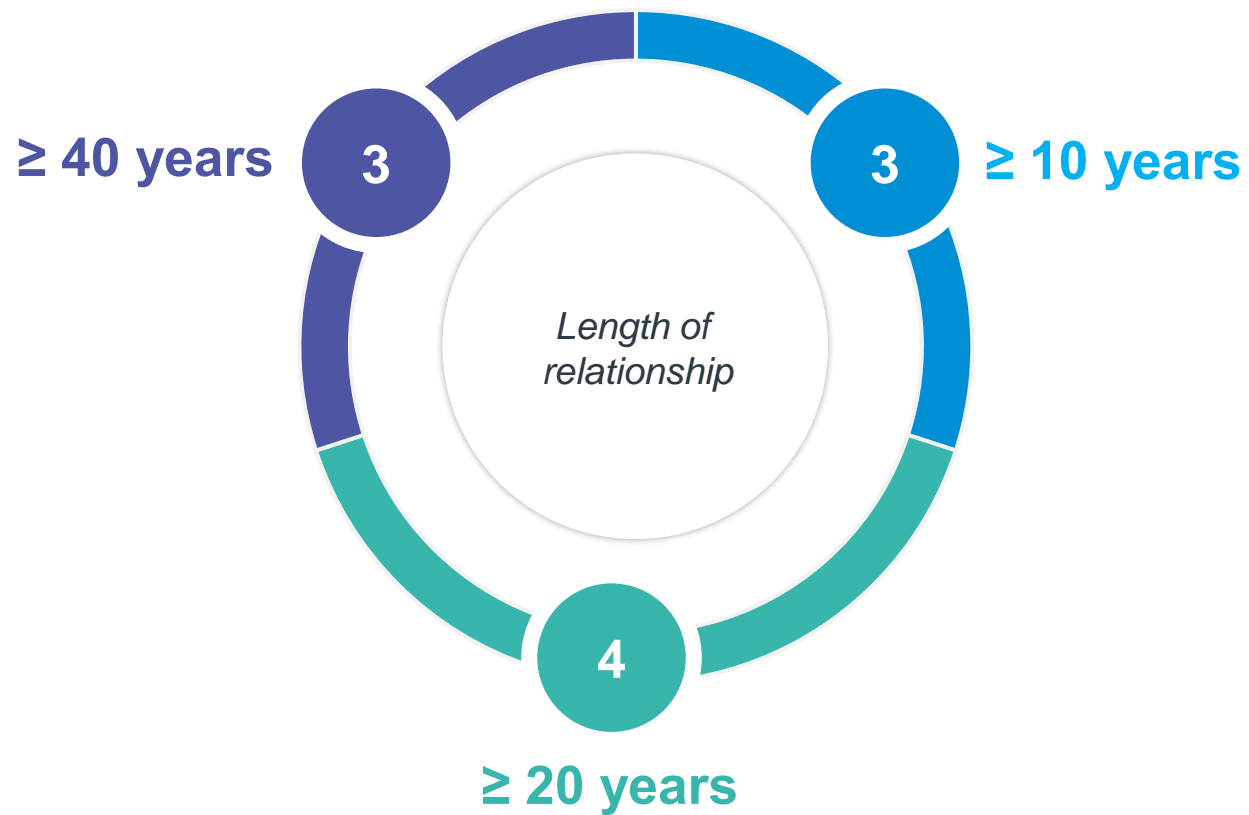 ≥ 40 years
3
3
≥ 10 years
Length of
relationship
4
≥ 20 years